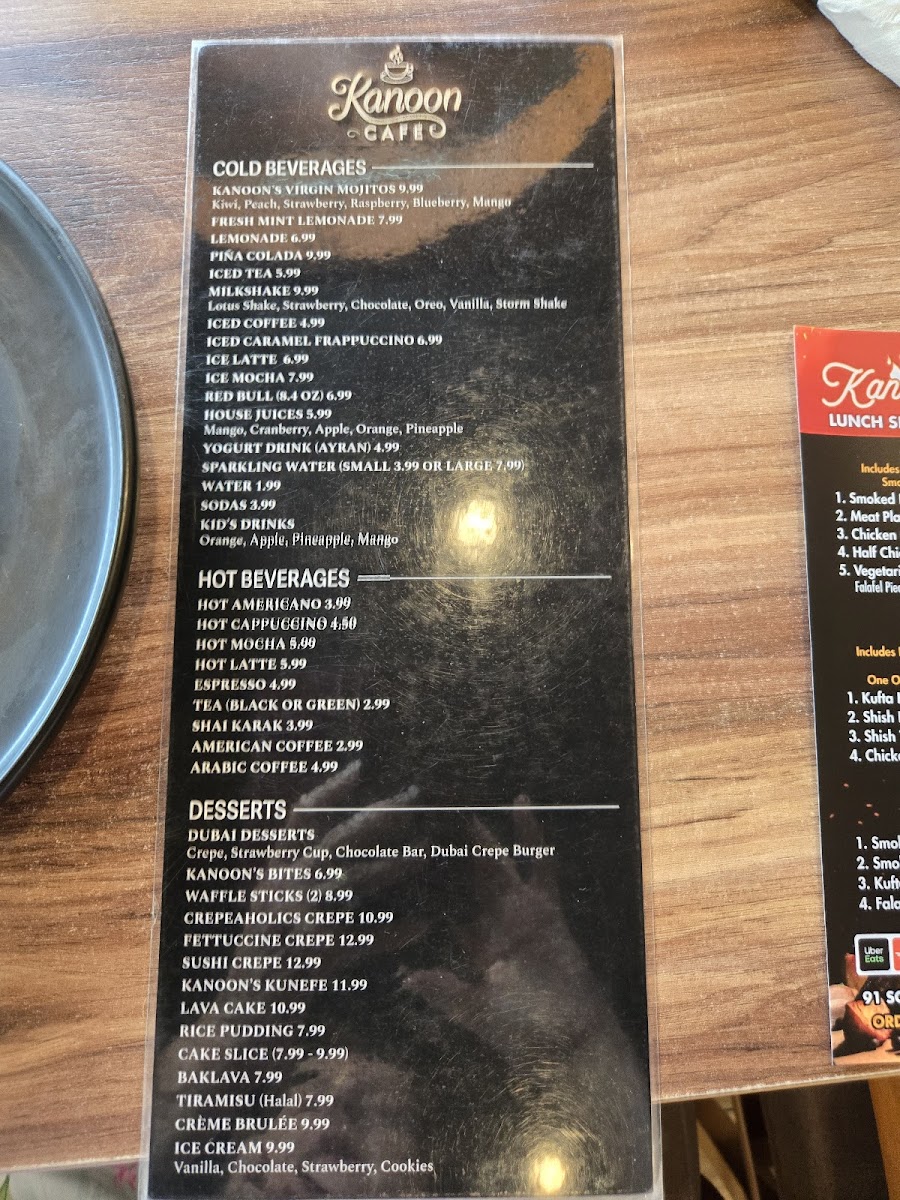 Kanoon
CAFÉ
COLD BEVERAGES
KANOON'S VIRGIN MOJITOS 9.99
Kiwi, Peach, Strawberry, Raspberry, Blueberry, Mango
FRESH MINT LEMONADE 7.99
LEMONADE 6.99
PIÑA COLADA 9.99
ICED TEA 5.99
MILKSHAKE 9.99
Lotus Shake, Strawberry, Chocolate, Oreo, Vanilla, Storm Shake
ICED COFFEE 4.99
ICED CARAMEL FRAPPUCCINO 6.99
ICE LATTE 6.99
ICE MOCHA 7.99
RED BULL (8.4 OZ) 6.99
HOUSE JUICES 5.99
Mango, Cranberry, Apple, Orange, Pineapple
YOGURT DRINK (AYRAN) 4.99
SPARKLING WATER (SMALL 3.99 OR LARGE 7.99)
WATER 1.99
SODAS 3.99
KID'S DRINKS
Orange, Apple, Pineapple, Mango
HOT BEVERAGES
HOT AMERICANO 3.99
HOT CAPPUCCINO 4.50
HOT MOCHA 5.99
HOT LATTE 5.99
ESPRESSO 4.99
TEA (BLACK OR GREEN) 2.99
SHAI KARAK 3.99
AMERICAN COFFEE 2.99
ARABIC COFFEE 4.99
DESSERTS
DUBAI DESSERTS
Crepe, Strawberry Cup, Chocolate Bar, Dubai Crepe Burger
KANOON'S BITES 6.99
WAFFLE STICKS (2) 8.99
CREPEAHOLICS CREPE 10.99
FETTUCCINE CREPE 12.99
SUSHI CREPE 12.99
KANOON'S KUNEFE 11.99
LAVA CAKE 10.99
RICE PUDDING 7.99
CAKE SLICE (7.99 - 9.99)
BAKLAVA 7.99
TIRAMISU (Halal) 7.99
CRÈME BRULÉE 9.99
ICE CREAM 9.99
Vanilla, Chocolate, Strawberry, Cookies
Kan
LUNCH
Includes
1. Smoked
2. Meat
3. Chicken
4. Half
5.
Falafel
Includes
One
1. Kufta
2. Shish
3. Shish
4.
1.
2.
3.
4.
Uber
Eats
91